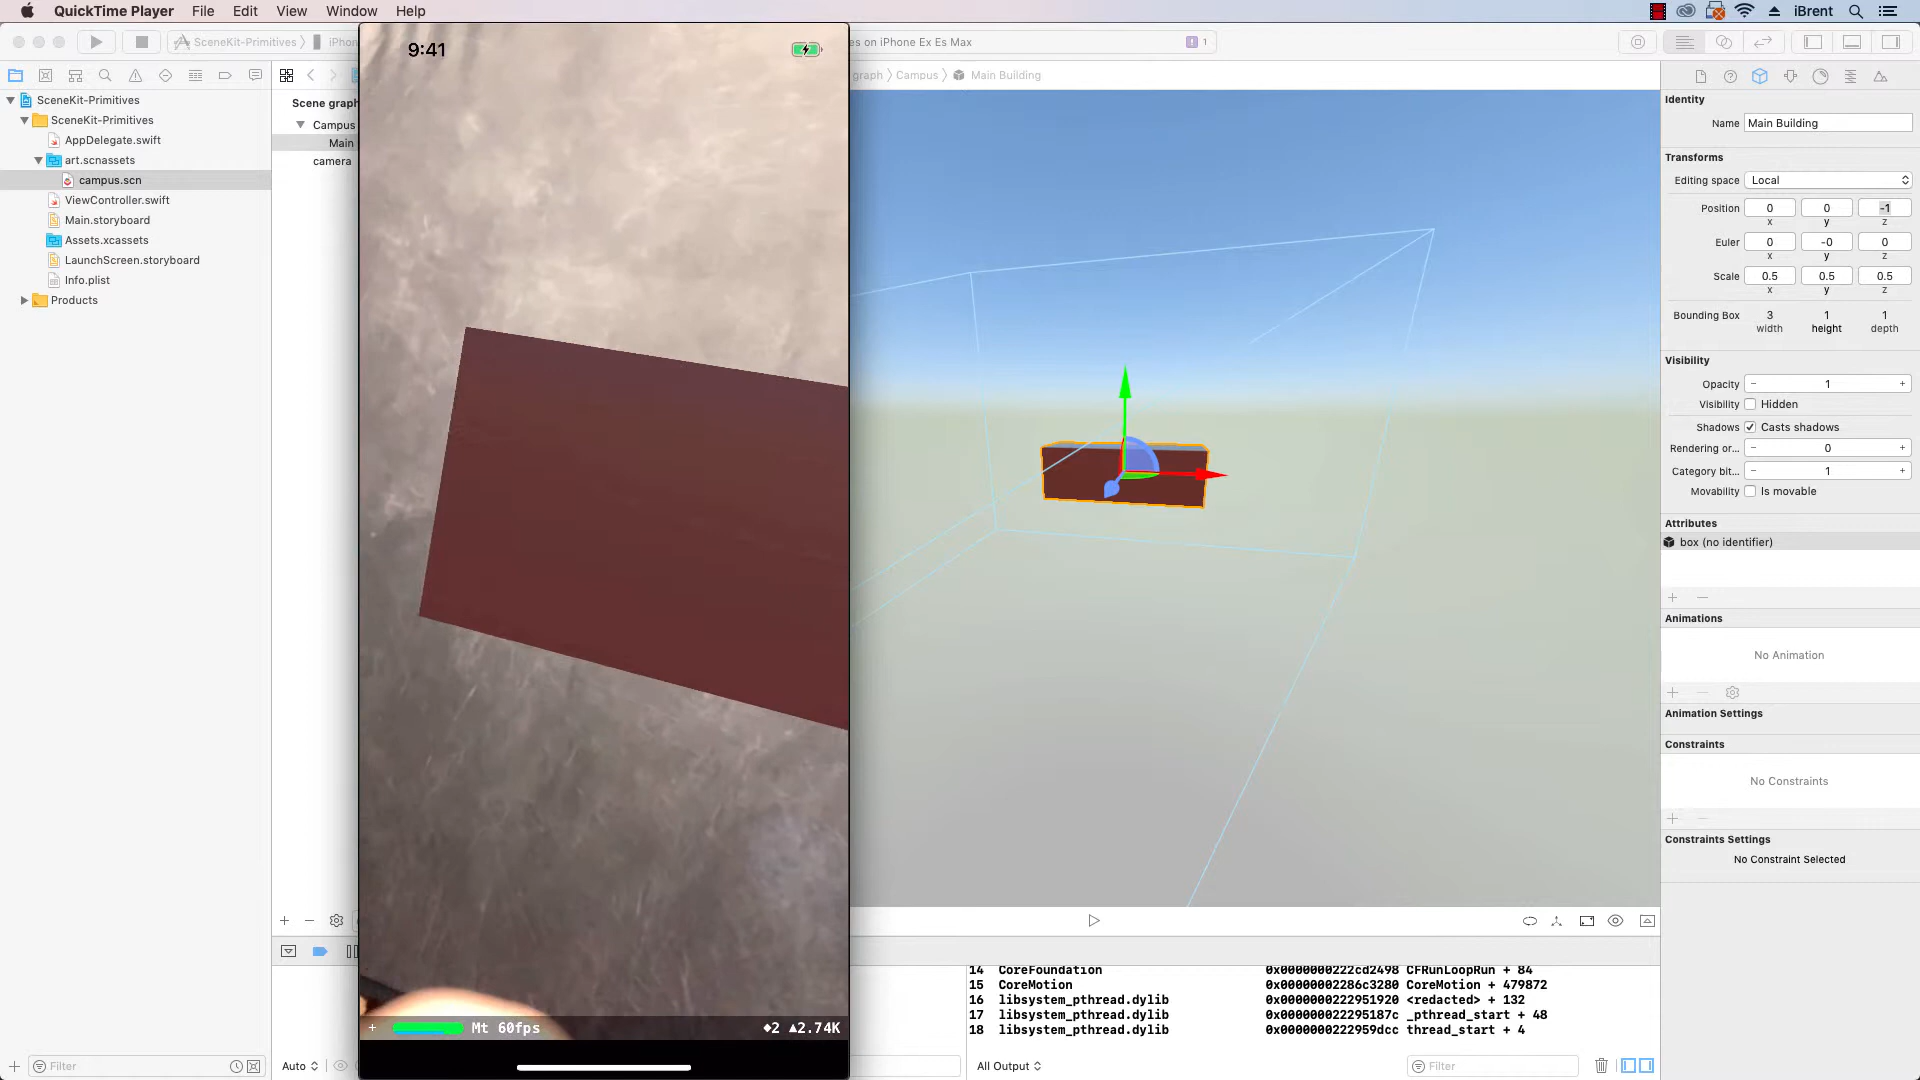 QuickTime Player File Edit View Window Help
iBrent
SceneKit-Primitives
iPhon
9:41
es on iPhone Ex Es Max
1
graph
Campus
Main Building
SceneKit-Primitives
SceneKit-Primitives
AppDelegate.swift
art.scnassets
campus.scn
ViewController.swift
Main.storyboard
Assets.xcassets
LaunchScreen.storyboard
Info.plist
Products
Scene graph
Campus
Main
camera
Identity
Name Main Building
Transforms
Editing space Local
Position 0 0 -1
x y z
Euler 0 -0 0
x y z
Scale 0.5 0.5 0.5
x y z
Bounding Box 3 1 1
width height depth
Visibility
Opacity − 1 +
Visibility Hidden
Shadows Casts shadows
Rendering or... − 0 +
Category bit... − 1 +
Movability Is movable
Attributes
box (no identifier)
Animations
No Animation
Animation Settings
Constraints
No Constraints
Constraints Settings
No Constraint Selected
+ Mt 60fps ◆2 ▲2.74K
14 CoreFoundation 0x0000000222cd2498 CFRunLoopRun + 84
15 CoreMotion 0x00000002286c3280 CoreMotion + 479872
16 libsystem_pthread.dylib 0x0000000222951920 <redacted> + 132
17 libsystem_pthread.dylib 0x000000022295187c _pthread_start + 48
18 libsystem_pthread.dylib 0x0000000222959dcc thread_start + 4
Filter
Auto
All Output
Filter